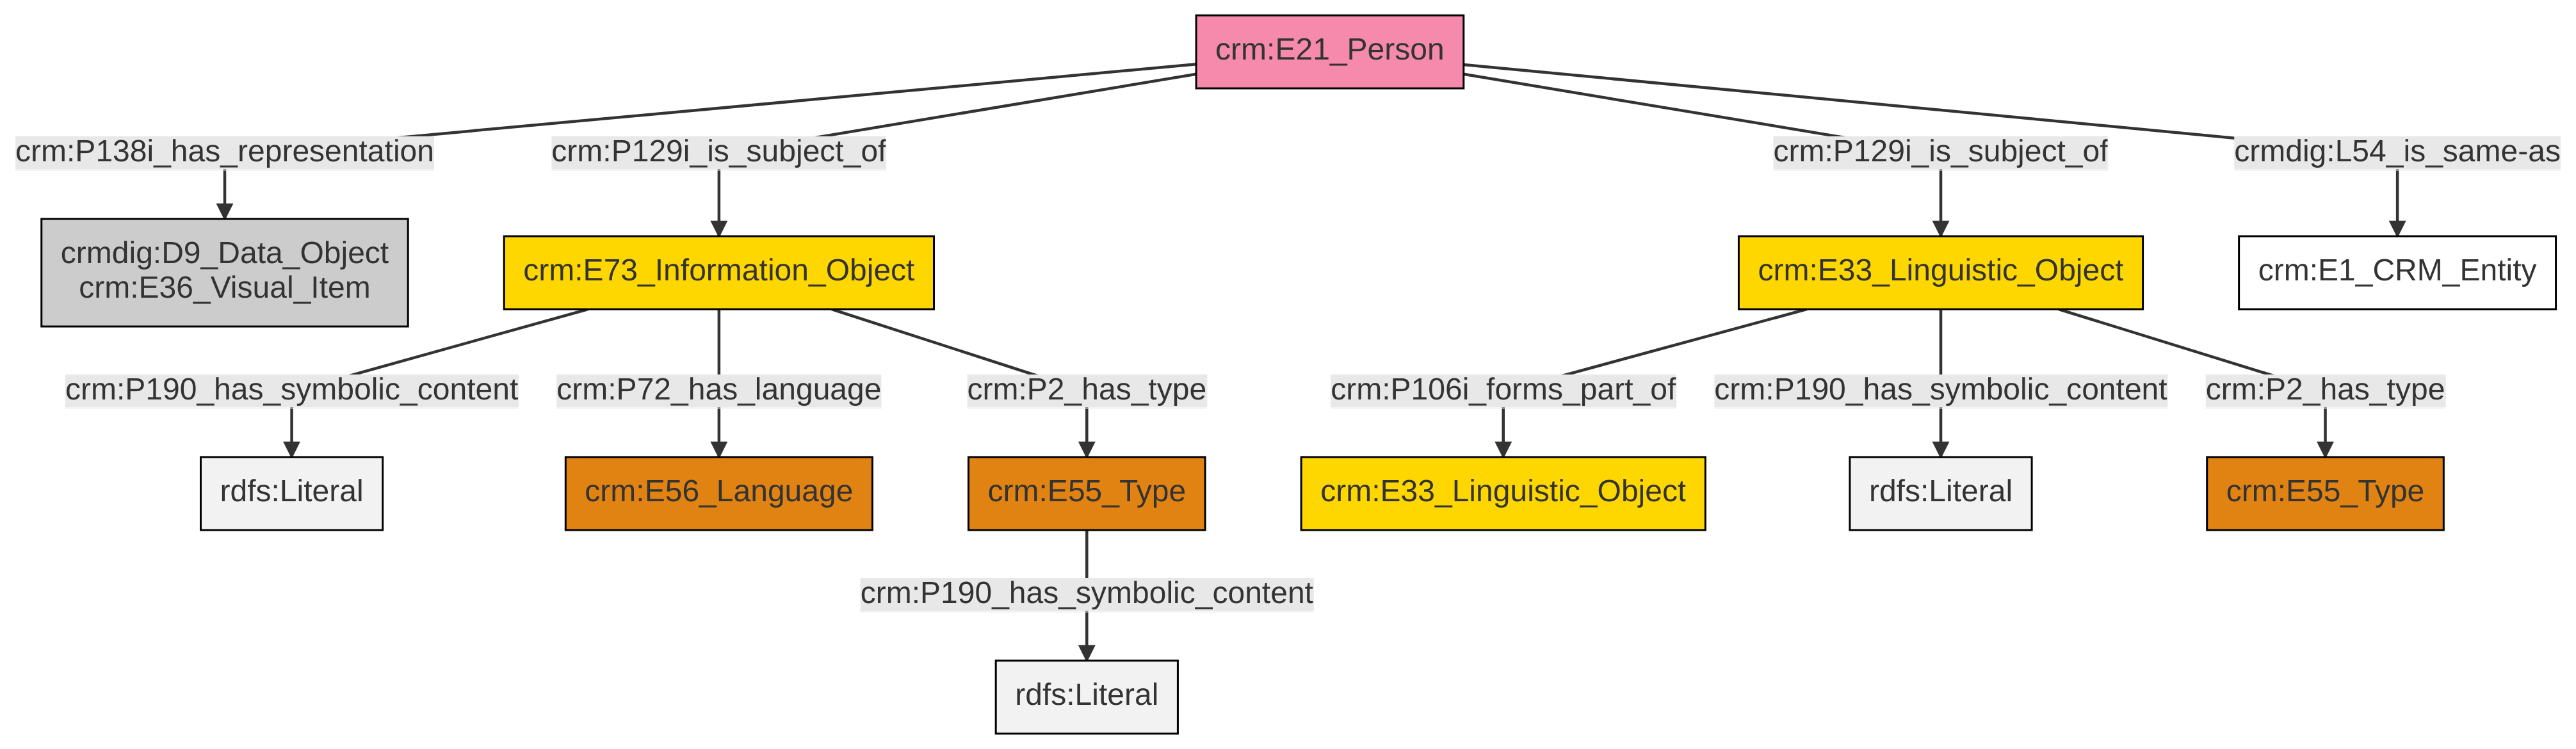 crm:E21_Person
crm:P138i_has_representation
crm:P129i_is_subject_of
crm:P129i_is_subject_of
crmdig:L54_is_same-as
crmdig:D9_Data_Object
crm:E36_Visual_Item
crm:E73_Information_Object
crm:E33_Linguistic_Object
crm:E1_CRM_Entity
crm:P190_has_symbolic_content
crm:P72_has_language
crm:P2_has_type
crm:P106i_forms_part_of
crm:P190_has_symbolic_content
crm:P2_has_type
rdfs:Literal
crm:E56_Language
crm:E55_Type
crm:E33_Linguistic_Object
rdfs:Literal
crm:E55_Type
crm:P190_has_symbolic_content
rdfs:Literal